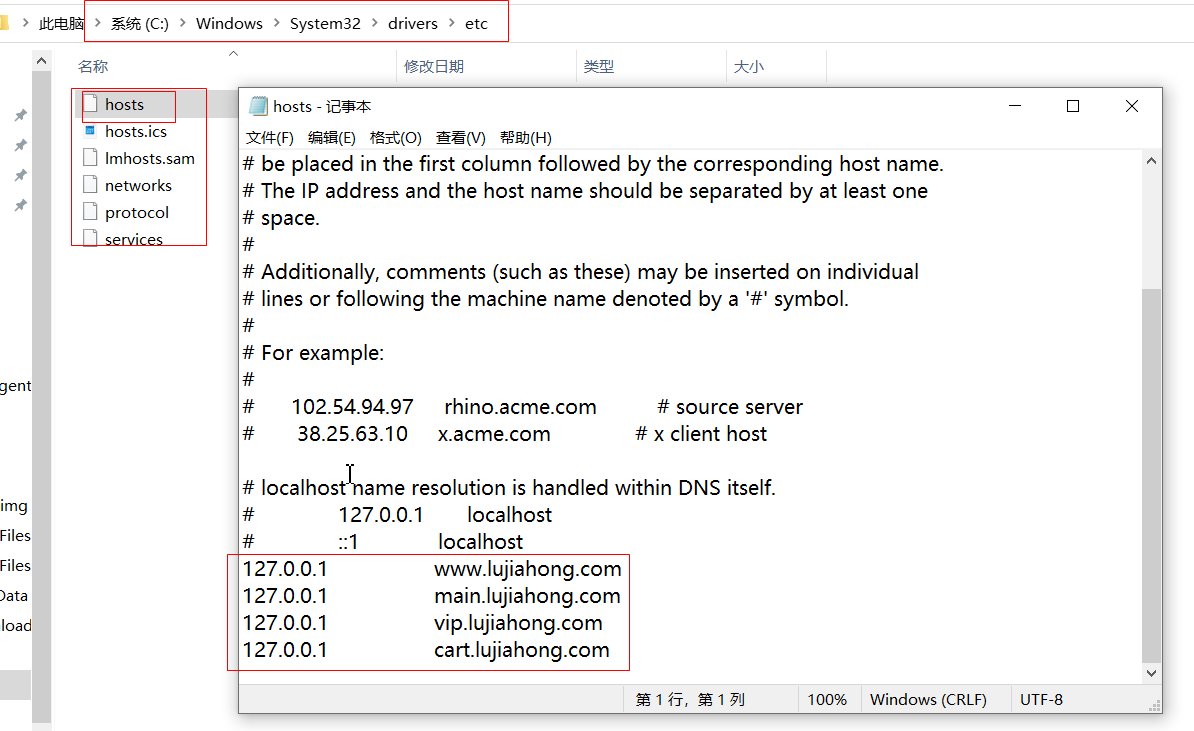 此电脑 > 系统 (C:) > Windows > System32 > drivers > etc
名称 修改日期 类型 大小
hosts
hosts.ics
lmhosts.sam
networks
protocol
services
gent
img
Files
Files
Data
load
hosts - 记事本
文件(F) 编辑(E) 格式(O) 查看(V) 帮助(H)
# be placed in the first column followed by the corresponding host name.
# The IP address and the host name should be separated by at least one
# space.
#
# Additionally, comments (such as these) may be inserted on individual
# lines or following the machine name denoted by a '#' symbol.
#
# For example:
#
# 102.54.94.97 rhino.acme.com # source server
# 38.25.63.10 x.acme.com # x client host
# localhost name resolution is handled within DNS itself.
# 127.0.0.1 localhost
# ::1 localhost
127.0.0.1 www.lujiahong.com
127.0.0.1 main.lujiahong.com
127.0.0.1 vip.lujiahong.com
127.0.0.1 cart.lujiahong.com
第 1 行，第 1 列 100% Windows (CRLF) UTF-8